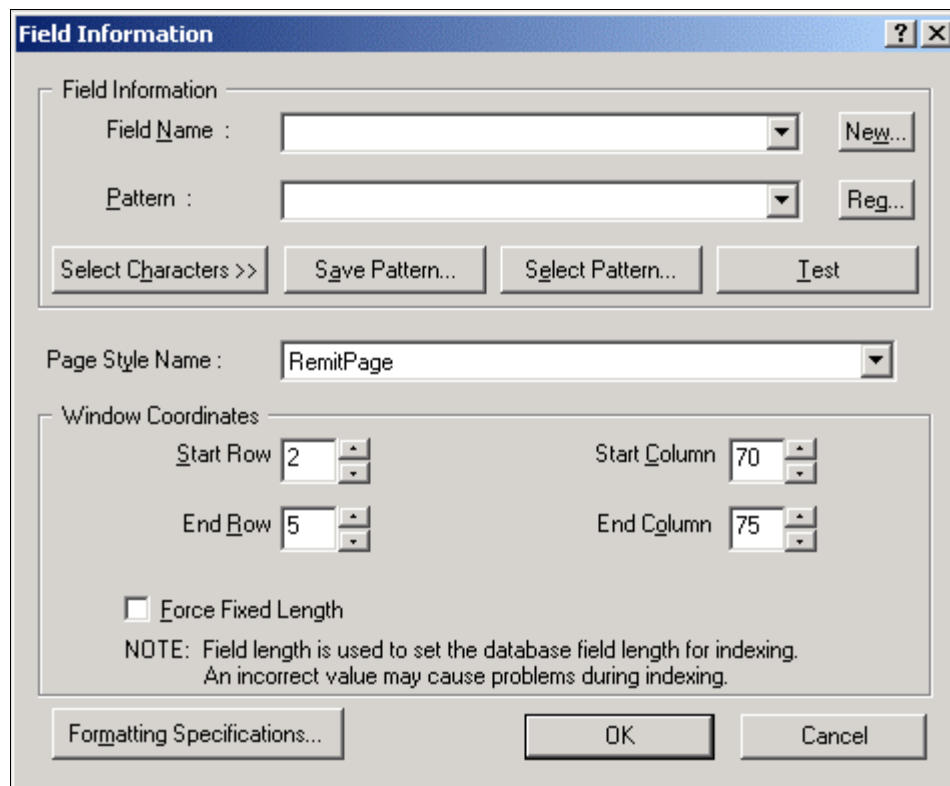 Field Information
Field Information
Field Name :
New...
Pattern :
Reg...
Select Characters >>
Save Pattern...
Select Pattern...
Test
Page Style Name :
RemitPage
Window Coordinates
Start Row 2
Start Column 70
End Row 5
End Column 75
Force Fixed Length
NOTE: Field length is used to set the database field length for indexing.
An incorrect value may cause problems during indexing.
Formatting Specifications...
OK
Cancel